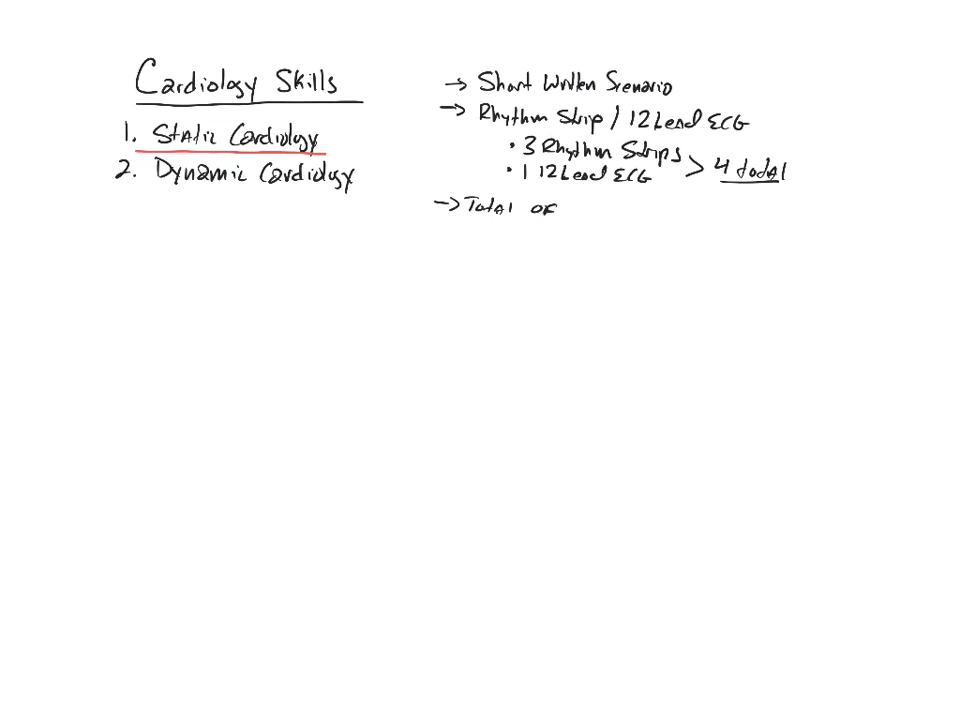 Cardiology Skills
1. Static Cardiology
2. Dynamic Cardiology
→ Short Written Scenario
→ Rhythm Strip / 12 Lead ECG
• 3 Rhythm Strips
• 1 12 Lead ECG
> 4 total
→ Total of